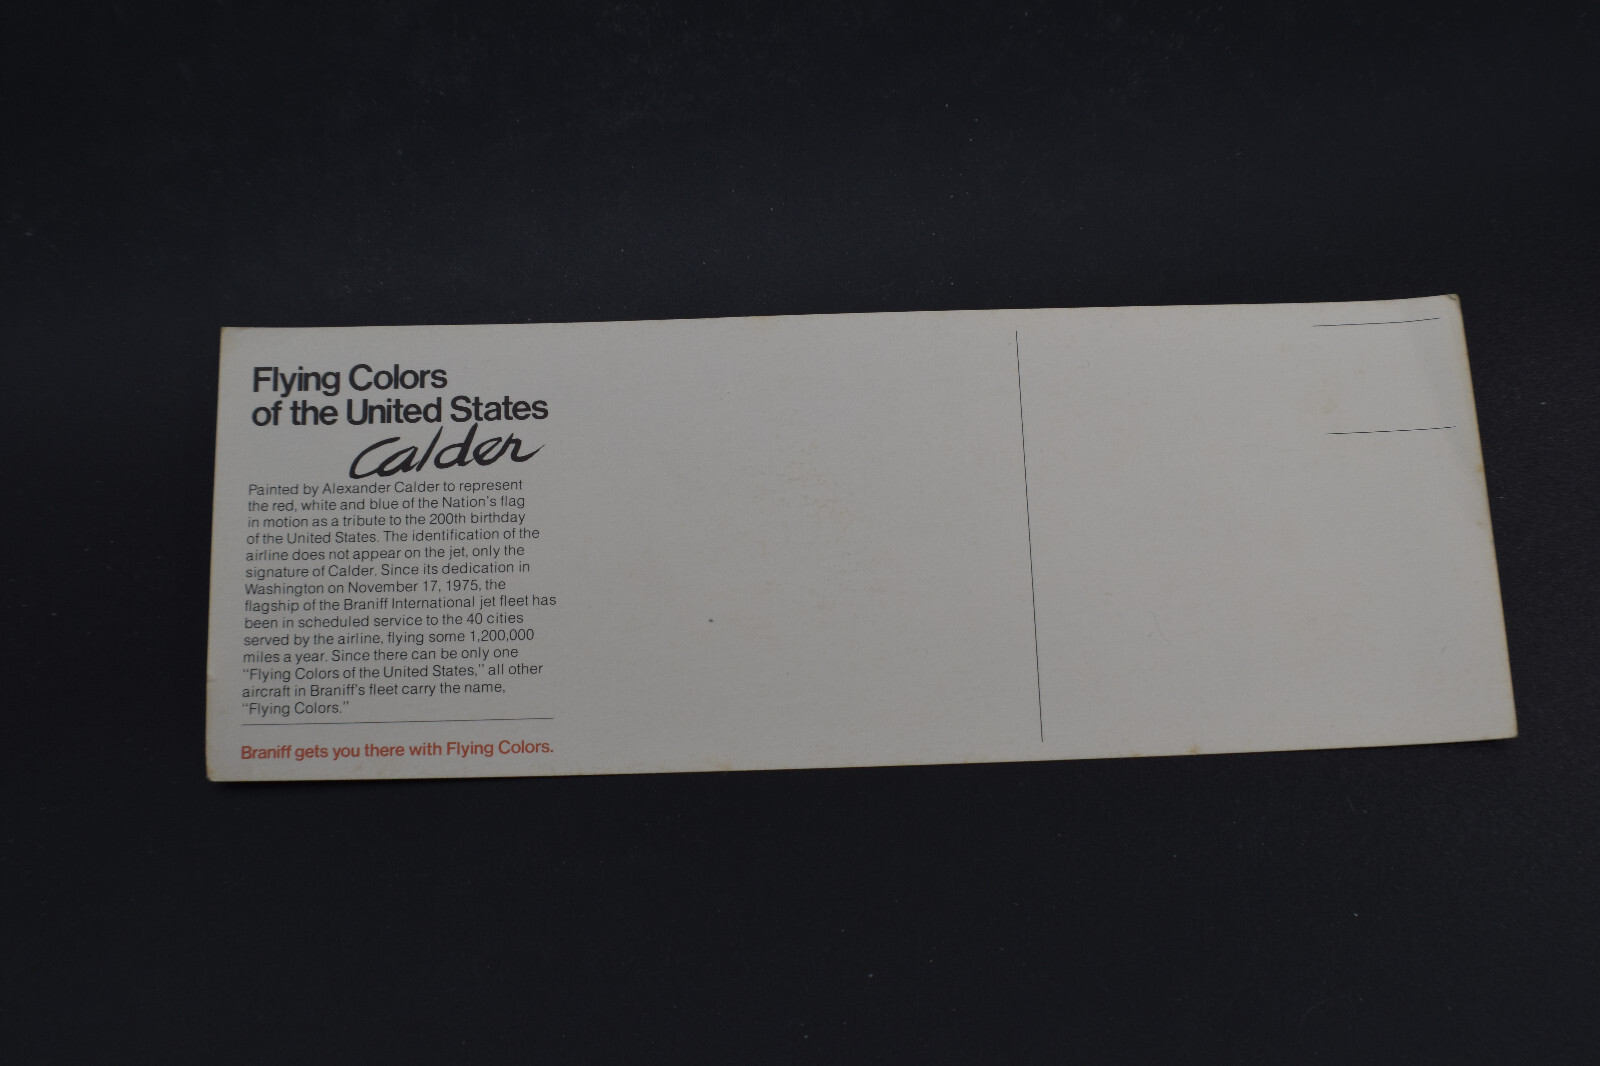 Flying Colors
of the United States
Calder
Painted by Alexander Calder to represent
the red, white and blue of the Nation's flag
in motion as a tribute to the 200th birthday
of the United States. The identification of the
airline does not appear on the jet, only the
signature of Calder. Since its dedication in
Washington on November 17, 1975, the
flagship of the Braniff International jet fleet has
been in scheduled service to the 40 cities
served by the airline, flying some 1,200,000
miles a year. Since there can be only one
"Flying Colors of the United States," all other
aircraft in Braniff's fleet carry the name,
"Flying Colors."
Braniff gets you there with Flying Colors.